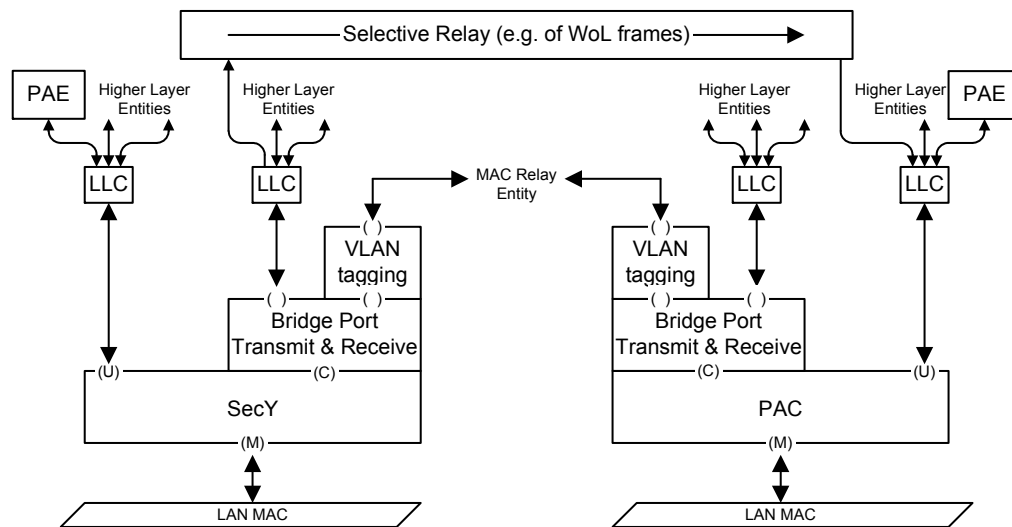 Selective Relay (e.g. of WoL frames)
PAE
Higher Layer
Entities
Higher Layer
Entities
Higher Layer
Entities
Higher Layer
Entities
PAE
LLC
LLC
MAC Relay
Entity
LLC
LLC
( )
VLAN
tagging
( )
VLAN
tagging
( )
( )
Bridge Port
Transmit & Receive
( )
( )
Bridge Port
Transmit & Receive
(U)
(C)
SecY
(M)
(C)
(U)
PAC
(M)
LAN MAC
LAN MAC